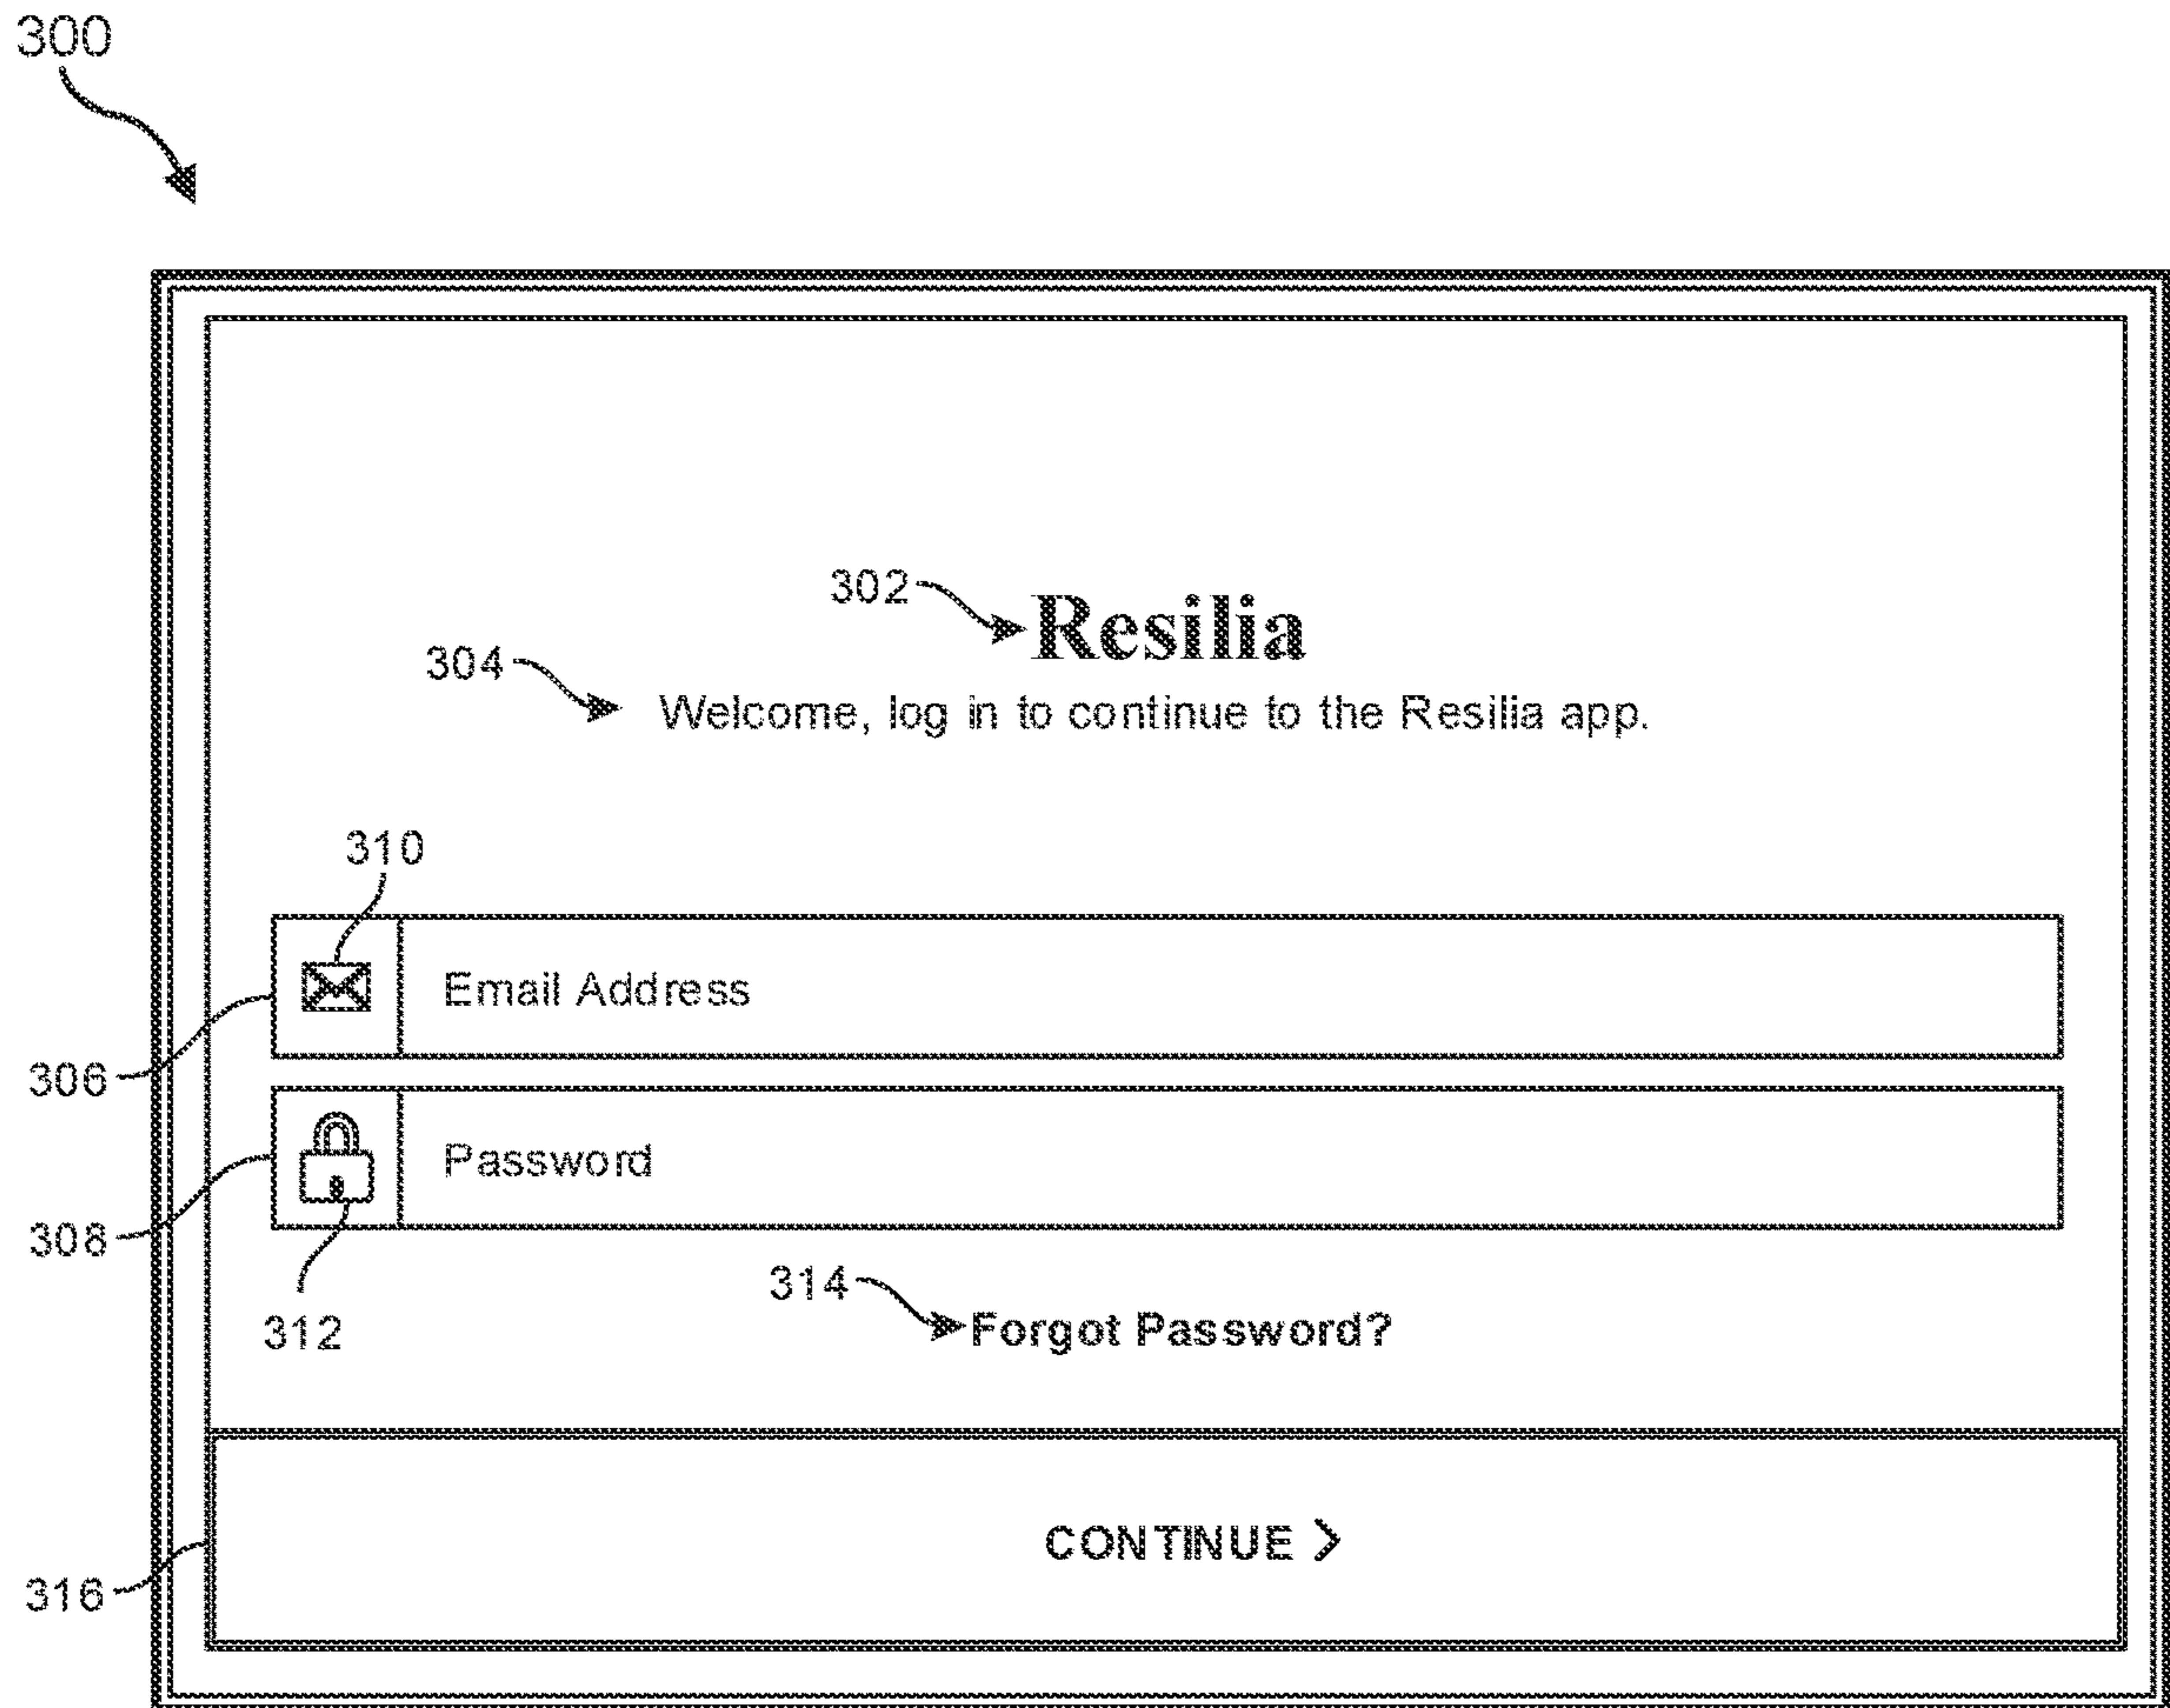 300
302
Resilia
304
Welcome, log in to continue to the Resilia app.
310
Email Address
306
Password
308
314
312
Forgot Password?
CONTINUE >
316